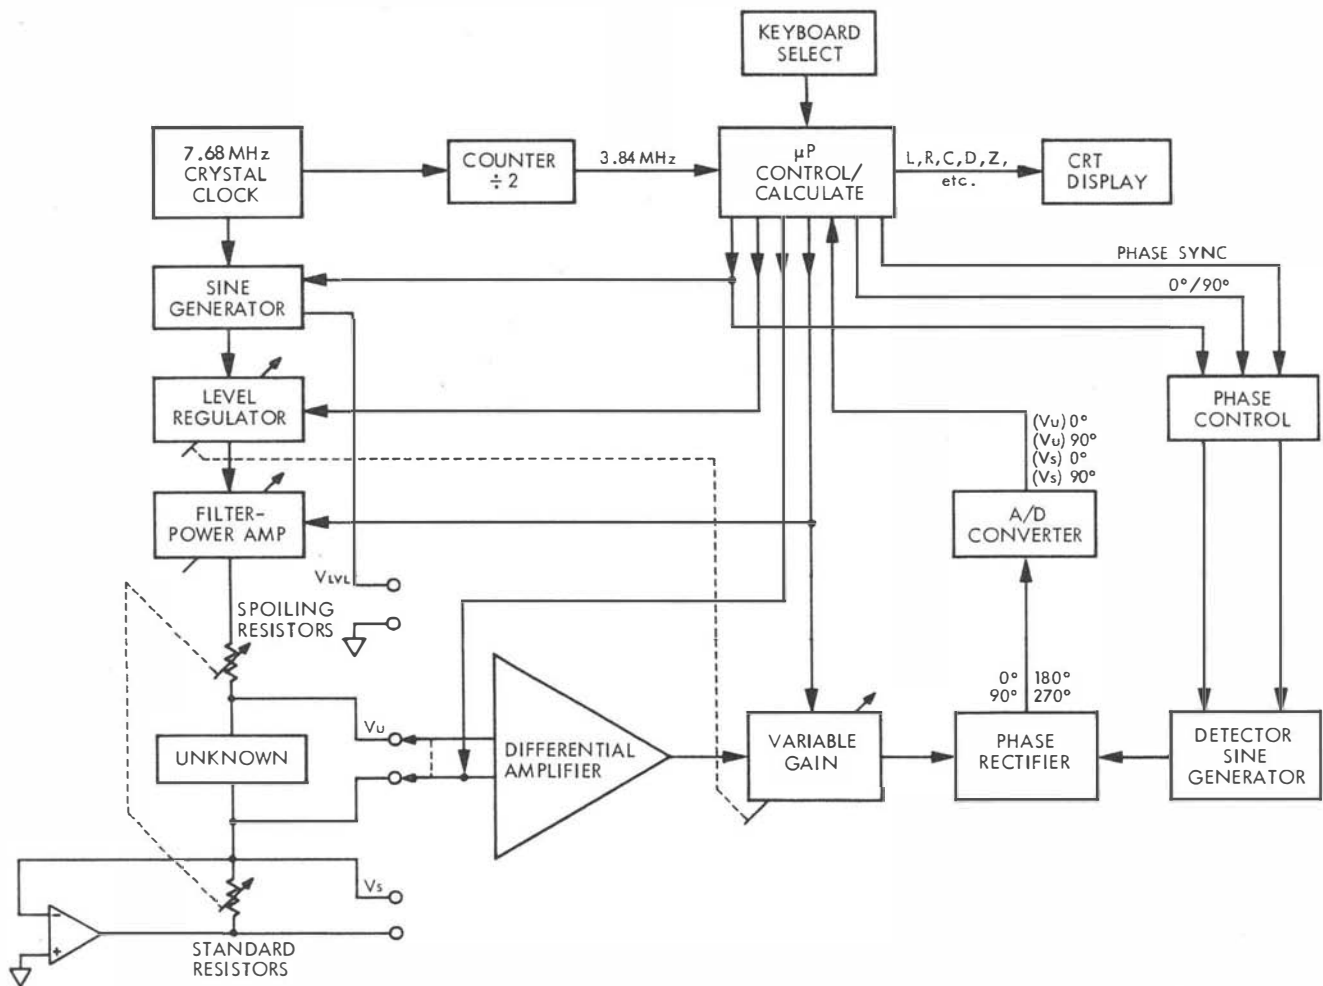 KEYBOARD
SELECT
7.68 MHz
CRYSTAL
CLOCK
COUNTER
÷2
3.84 MHz
µP
CONTROL/
CALCULATE
L,R,C,D,Z,
etc.
CRT
DISPLAY
SINE
GENERATOR
PHASE SYNC
0°/90°
LEVEL
REGULATOR
PHASE
CONTROL
(Vu) 0°
(Vu) 90°
(Vs) 0°
(Vs) 90°
FILTER-
POWER AMP
A/D
CONVERTER
VLVL
SPOILING
RESISTORS
0° 180°
90° 270°
Vu
UNKNOWN
DIFFERENTIAL
AMPLIFIER
VARIABLE
GAIN
PHASE
RECTIFIER
DETECTOR
SINE
GENERATOR
Vs
−
+
STANDARD
RESISTORS